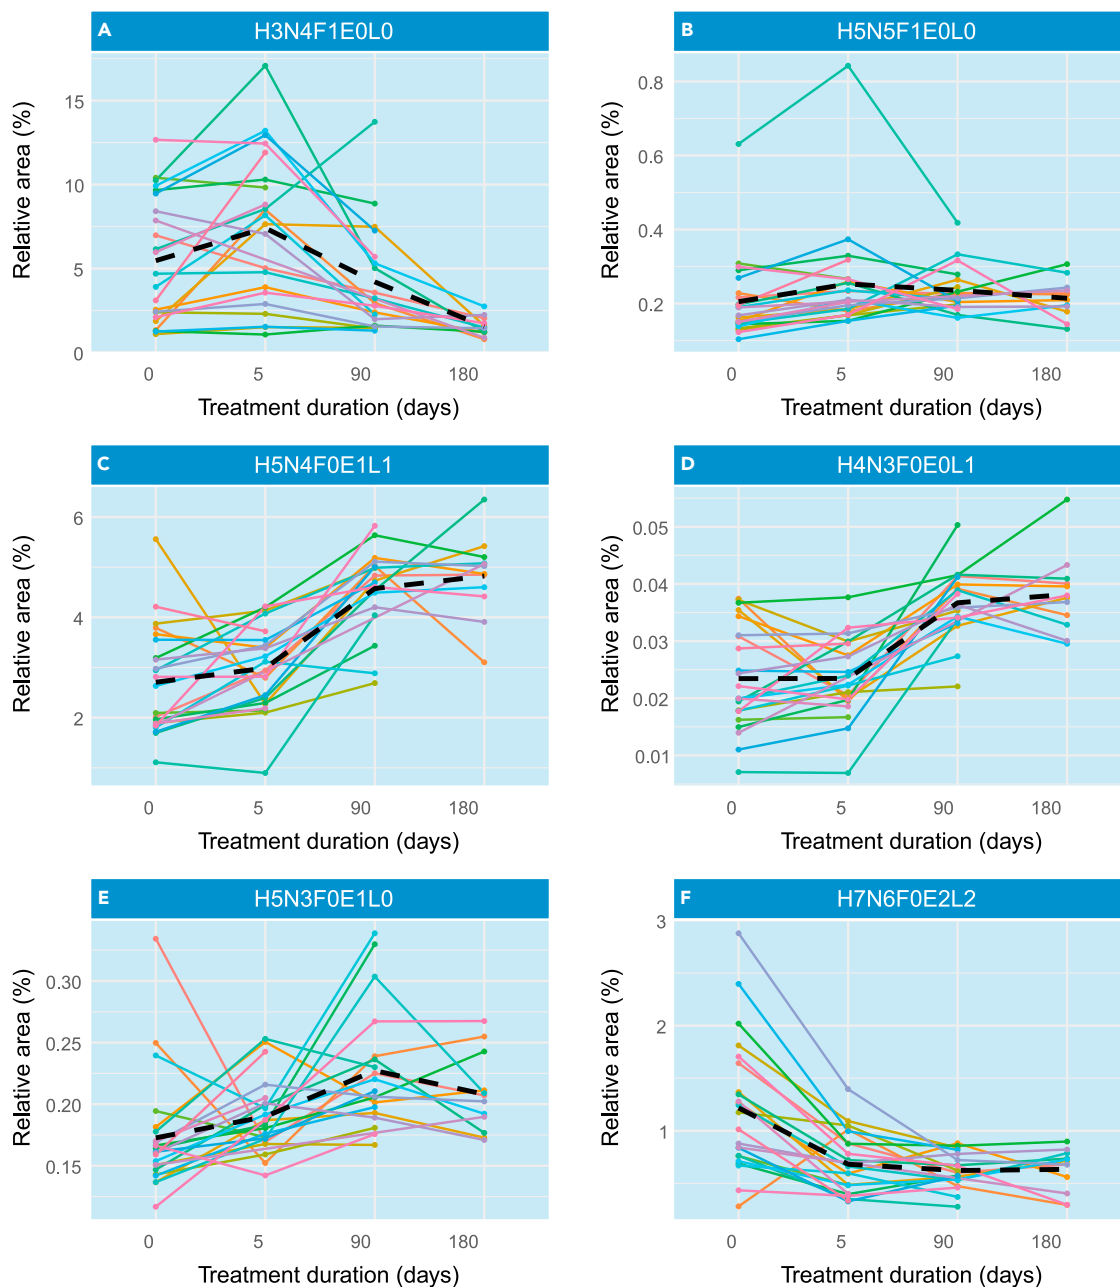 A H3N4F1E0L0
Relative area (%)
15
10
5
0
0 5 90 180
Treatment duration (days)
B H5N5F1E0L0
Relative area (%)
0.8
0.6
0.4
0.2
0 5 90 180
Treatment duration (days)
C H5N4F0E1L1
Relative area (%)
6
4
2
0 5 90 180
Treatment duration (days)
D H4N3F0E0L1
Relative area (%)
0.05
0.04
0.03
0.02
0.01
0 5 90 180
Treatment duration (days)
E H5N3F0E1L0
Relative area (%)
0.30
0.25
0.20
0.15
0 5 90 180
Treatment duration (days)
F H7N6F0E2L2
Relative area (%)
3
2
1
0 5 90 180
Treatment duration (days)